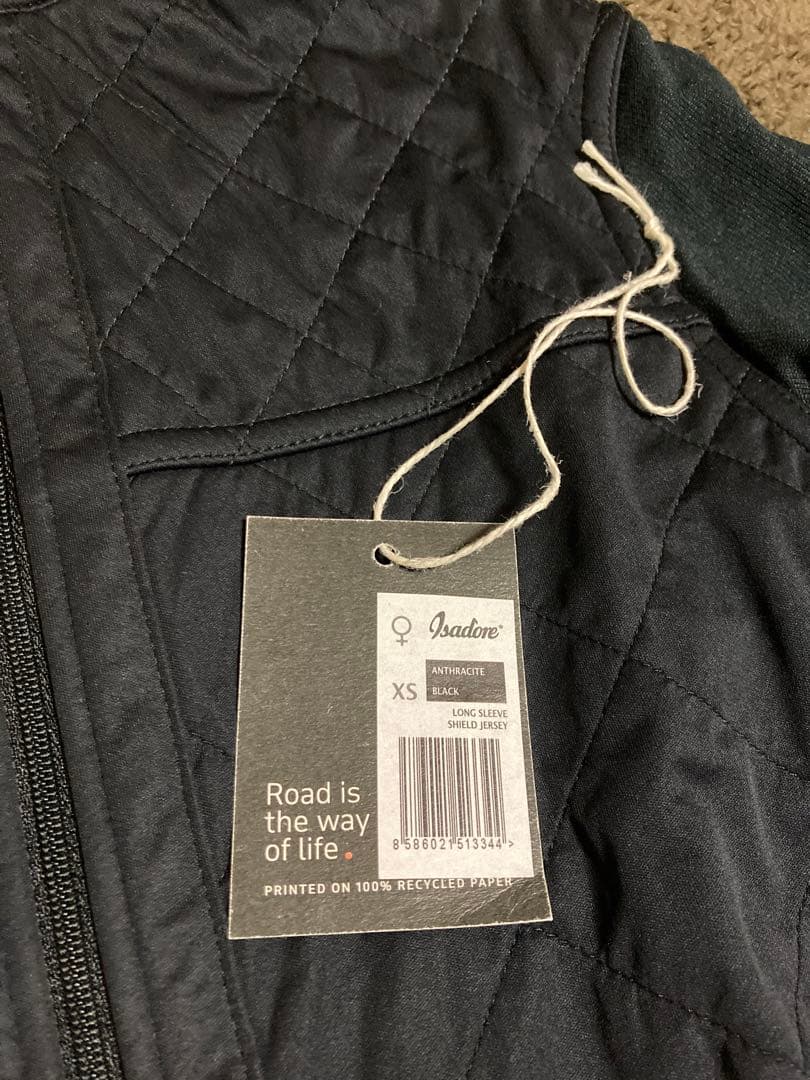 ♀ Isadore®
XS
ANTHRACITE
BLACK
LONG SLEEVE
SHIELD JERSEY
8 586021 513344 >
Road is
the way
of life.
PRINTED ON 100% RECYCLED PAPER